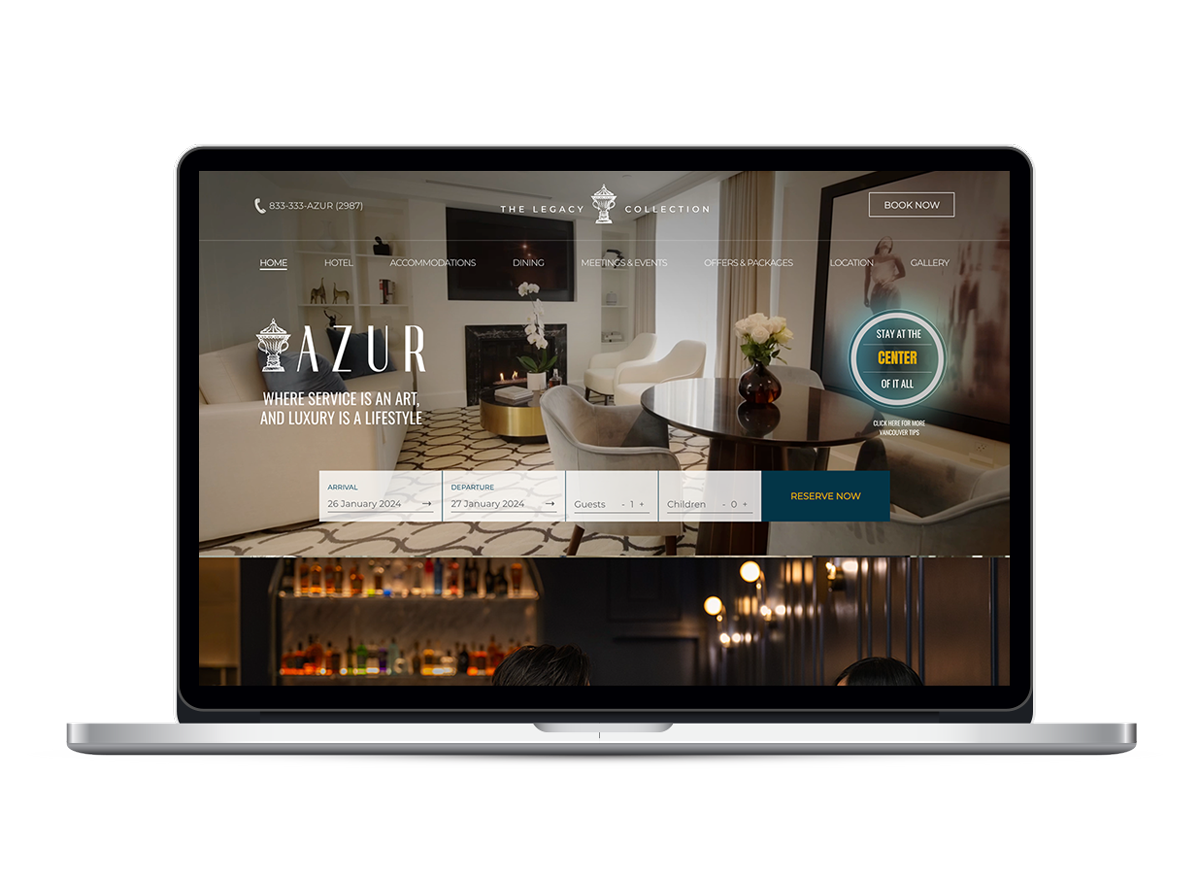 833-333-AZUR (2987)
THE LEGACY COLLECTION
BOOK NOW
HOME HOTEL ACCOMMODATIONS DINING MEETINGS & EVENTS OFFERS & PACKAGES LOCATION GALLERY
AZUR
WHERE SERVICE IS AN ART,
AND LUXURY IS A LIFESTYLE
STAY AT THE
CENTER
OF IT ALL
CLICK HERE FOR MORE
VANCOUVER TIPS
ARRIVAL
26 January 2024 →
DEPARTURE
27 January 2024 →
Guests - 1 +
Children - 0 +
RESERVE NOW